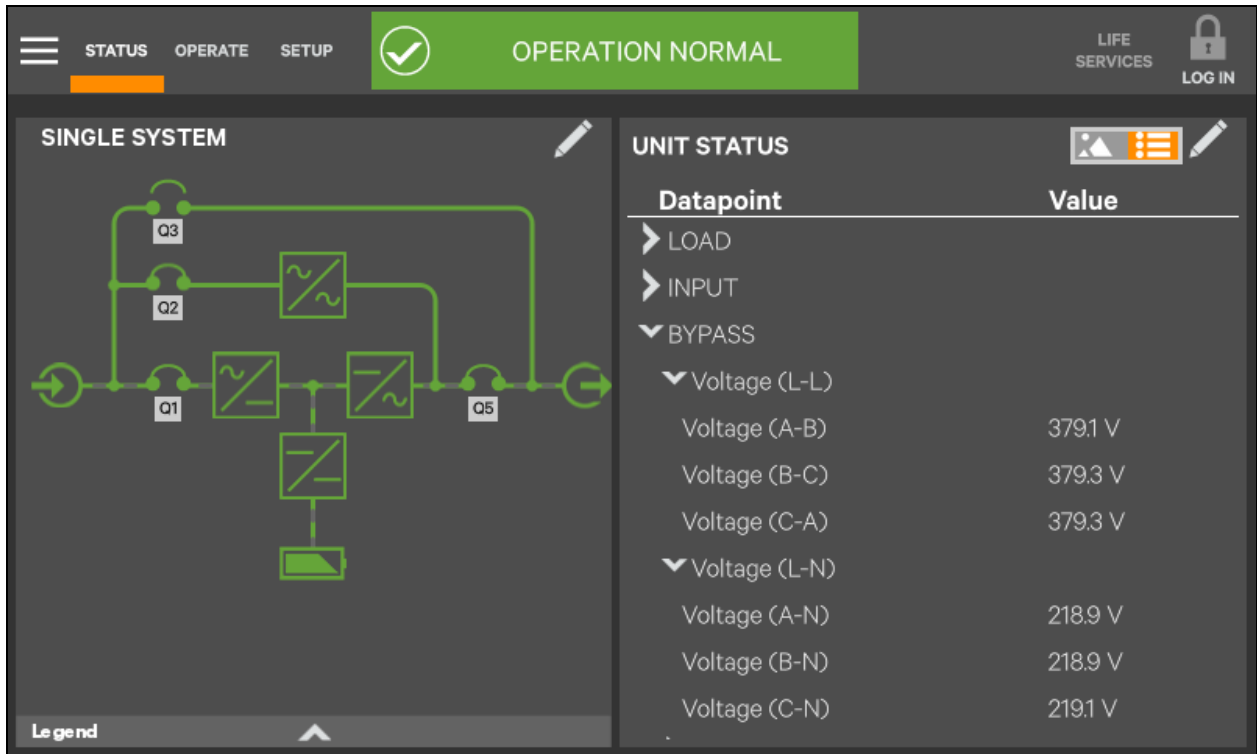 STATUS OPERATE SETUP
OPERATION NORMAL
LIFE
SERVICES
LOG IN
SINGLE SYSTEM
Q3
Q2
Q1
Q5
Legend
UNIT STATUS
Datapoint Value
LOAD
INPUT
BYPASS
Voltage (L-L)
Voltage (A-B) 379.1 V
Voltage (B-C) 379.3 V
Voltage (C-A) 379.3 V
Voltage (L-N)
Voltage (A-N) 218.9 V
Voltage (B-N) 218.9 V
Voltage (C-N) 219.1 V